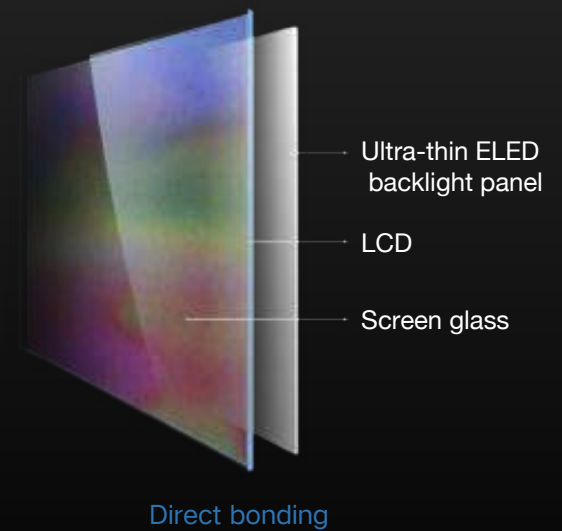 Ultra-thin ELED
backlight panel
LCD
Screen glass
Direct bonding